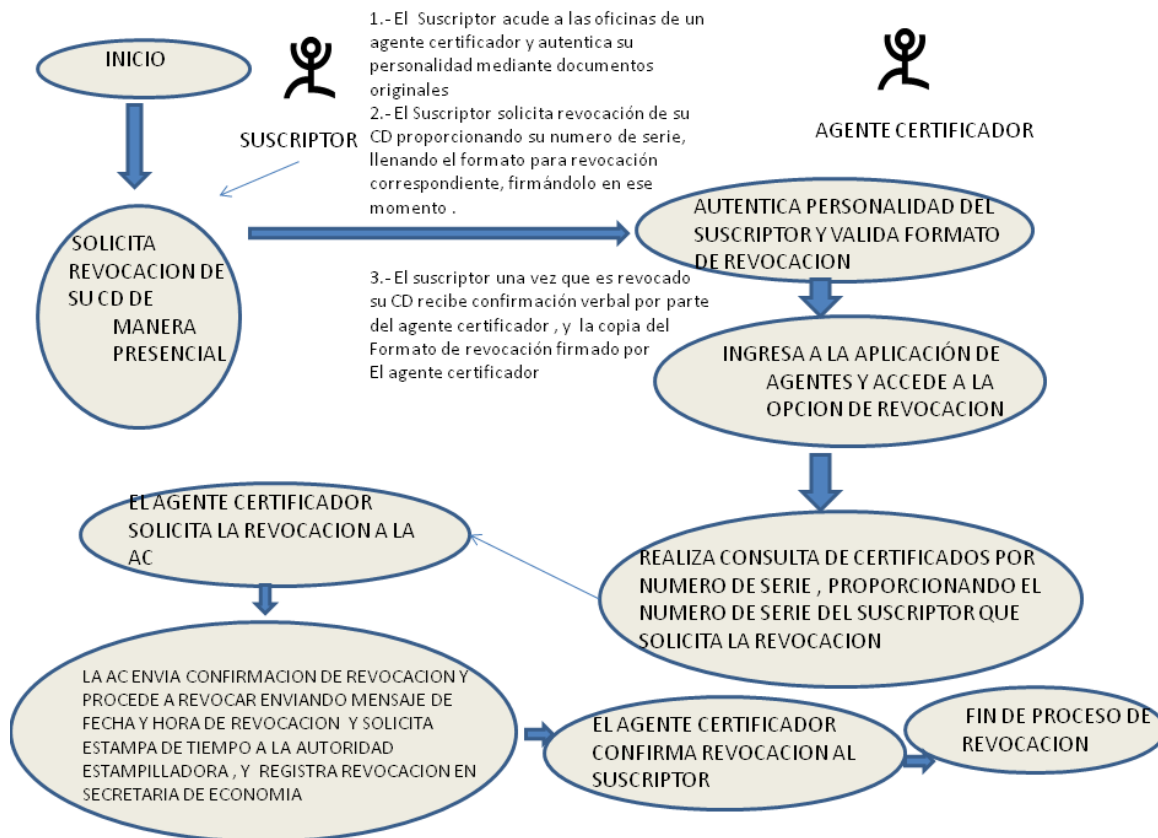 INICIO
SUSCRIPTOR
1.- El Suscriptor acude a las oficinas de un
agente certificador y autentica su
personalidad mediante documentos
originales
2.- El Suscriptor solicita revocación de su
CD proporcionando su numero de serie,
llenando el formato para revocación
correspondiente, firmándolo en ese
momento .
AGENTE CERTIFICADOR
SOLICITA
REVOCACION DE
SU CD DE
MANERA
PRESENCIAL
AUTENTICA PERSONALIDAD DEL
SUSCRIPTOR Y VALIDA FORMATO
DE REVOCACION
3.- El suscriptor una vez que es revocado
su CD recibe confirmación verbal por parte
del agente certificador , y la copia del
Formato de revocación firmado por
El agente certificador
INGRESA A LA APLICACIÓN DE
AGENTES Y ACCEDE A LA
OPCION DE REVOCACION
REALIZA CONSULTA DE CERTIFICADOS POR
NUMERO DE SERIE , PROPORCIONANDO EL
NUMERO DE SERIE DEL SUSCRIPTOR QUE
SOLICITA LA REVOCACION
EL AGENTE CERTIFICADOR
SOLICITA LA REVOCACION A LA
AC
LA AC ENVIA CONFIRMACION DE REVOCACION Y
PROCEDE A REVOCAR ENVIANDO MENSAJE DE
FECHA Y HORA DE REVOCACION Y SOLICITA
ESTAMPA DE TIEMPO A LA AUTORIDAD
ESTAMPILLADORA , Y REGISTRA REVOCACION EN
SECRETARIA DE ECONOMIA
EL AGENTE CERTIFICADOR
CONFIRMA REVOCACION AL
SUSCRIPTOR
FIN DE PROCESO DE
REVOCACION